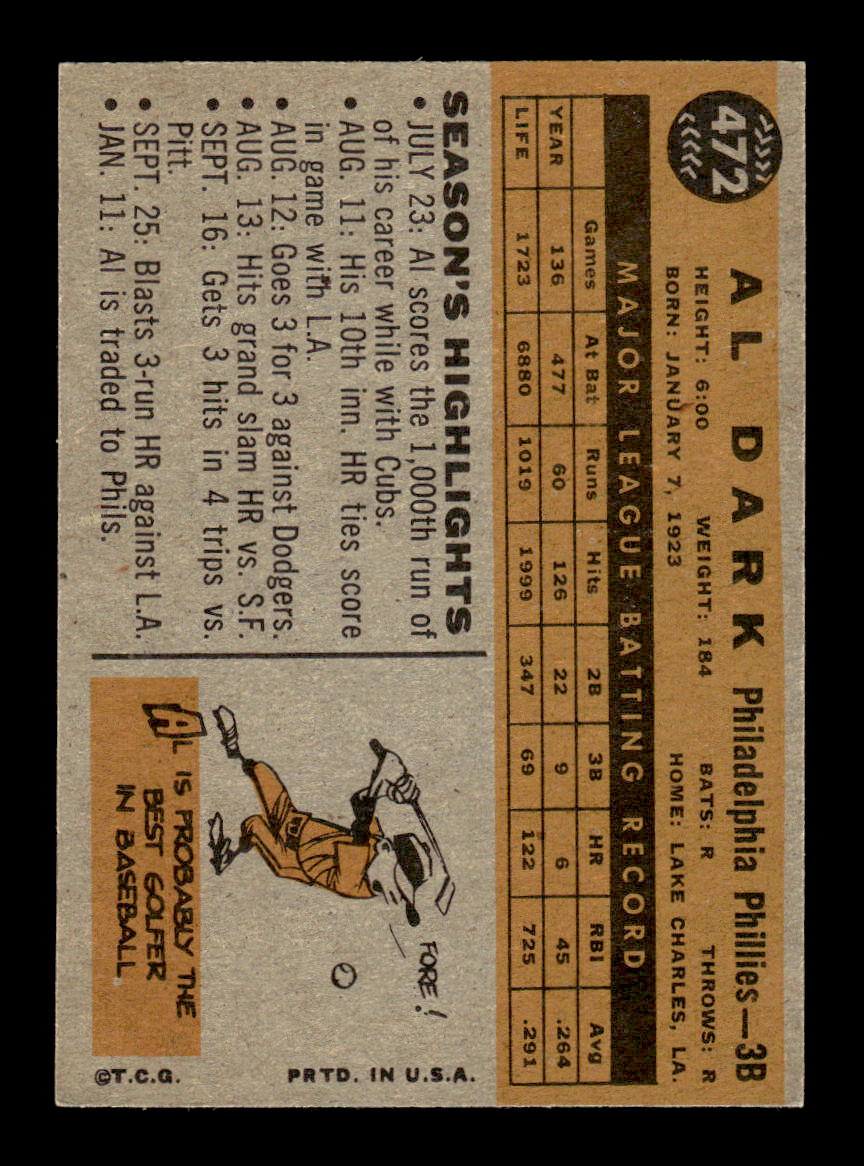 472
AL DARK Philadelphia Phillies—3B
HEIGHT: 6:00 WEIGHT: 184 BATS: R THROWS: R
BORN: JANUARY 7, 1923 HOME: LAKE CHARLES, LA.
MAJOR LEAGUE BATTING RECORD
Games At Bat Runs Hits 2B 3B HR RBI Avg
YEAR 136 477 60 126 22 9 6 45 .264
LIFE 1723 6880 1019 1999 347 69 122 725 .291
SEASON'S HIGHLIGHTS
• JULY 23: Al scores the 1,000th run of
of his career while with Cubs.
• AUG. 11: His 10th inn. HR ties score
in game with L.A.
• AUG. 12: Goes 3 for 3 against Dodgers.
• AUG. 13: Hits grand slam HR vs. S.F.
• SEPT. 16: Gets 3 hits in 4 trips vs.
Pitt.
• SEPT. 25: Blasts 3-run HR against L.A.
• JAN. 11: Al is traded to Phils.
FORE!
AL IS PROBABLY THE
BEST GOLFER
IN BASEBALL
©T.C.G. PRTD. IN U.S.A.